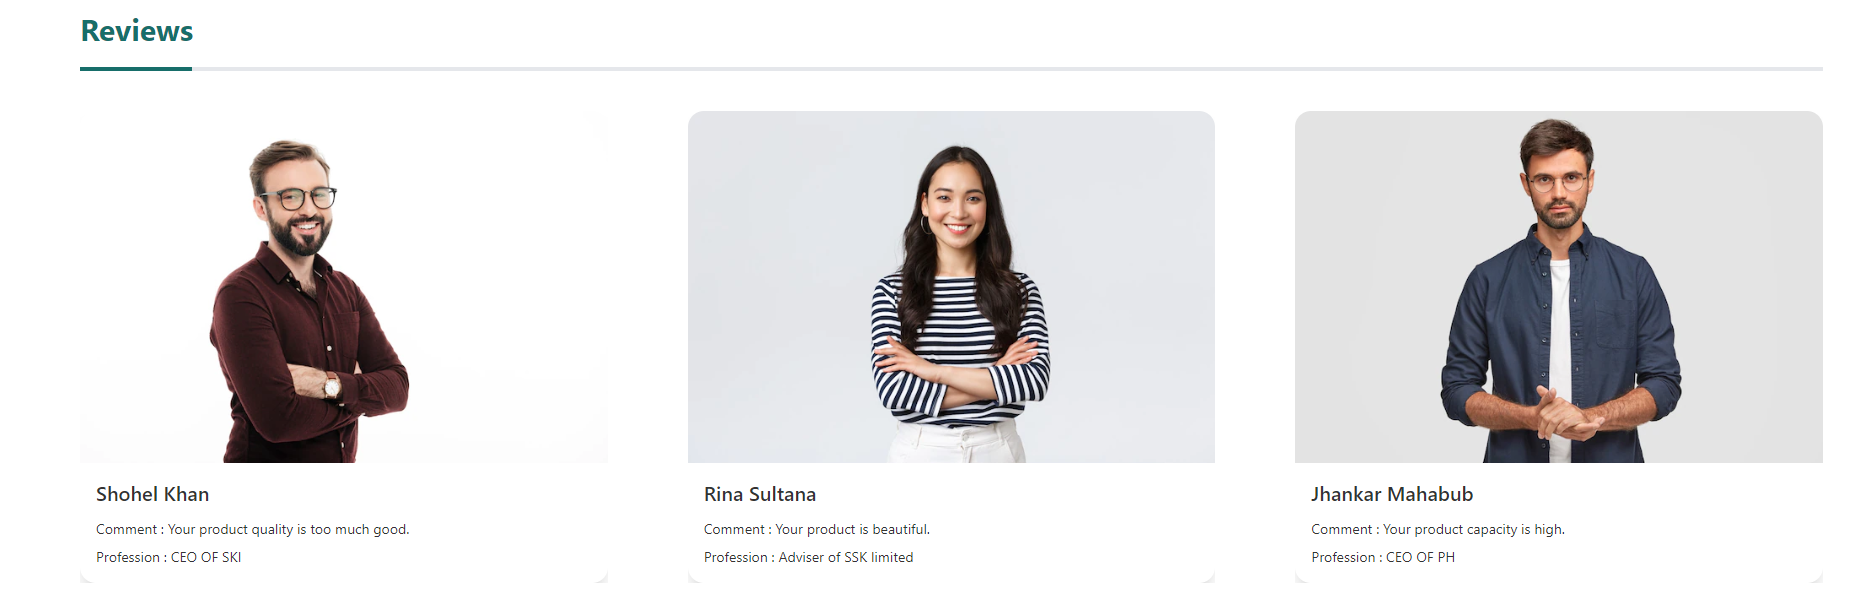 Reviews
Shohel Khan
Comment : Your product quality is too much good.
Profession : CEO OF SKI
Rina Sultana
Comment : Your product is beautiful.
Profession : Adviser of SSK limited
Jhankar Mahabub
Comment : Your product capacity is high.
Profession : CEO OF PH